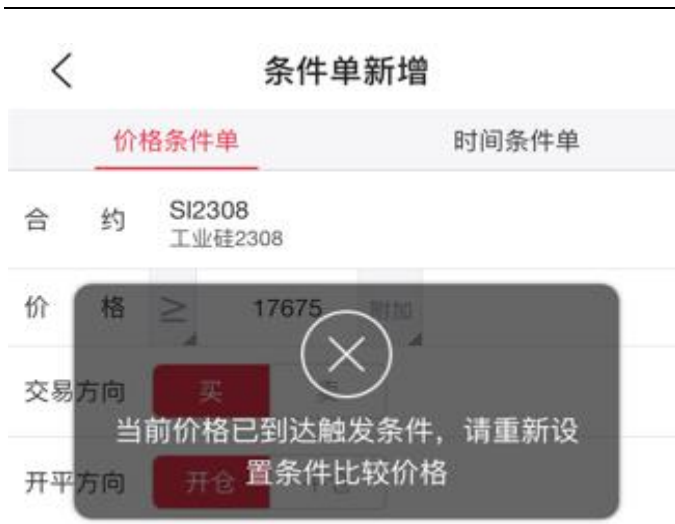 条件单新增
价格条件单 时间条件单
合 约 SI2308
工业硅2308
价 格 ≥ 17675 附加
交易方向 买
当前价格已到达触发条件，请重新设
置条件比较价格
开平方向 开仓